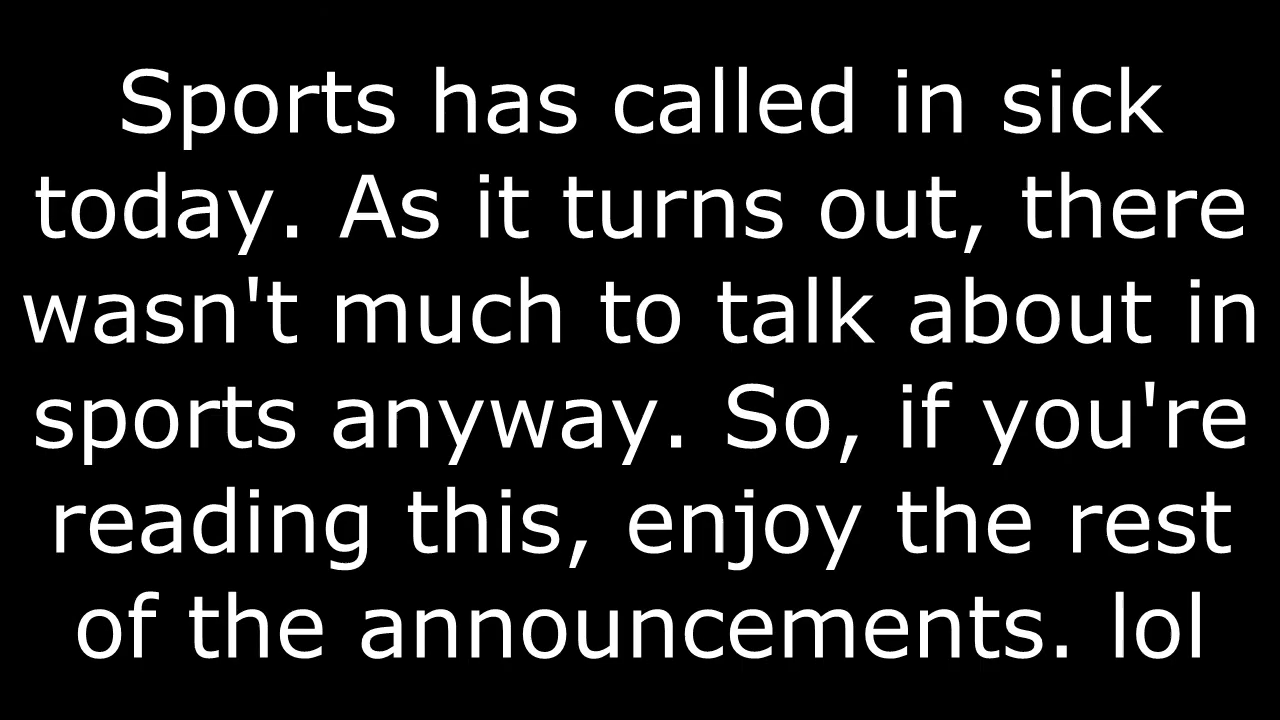 Sports has called in sick
today. As it turns out, there
wasn't much to talk about in
sports anyway. So, if you're
reading this, enjoy the rest
of the announcements. lol